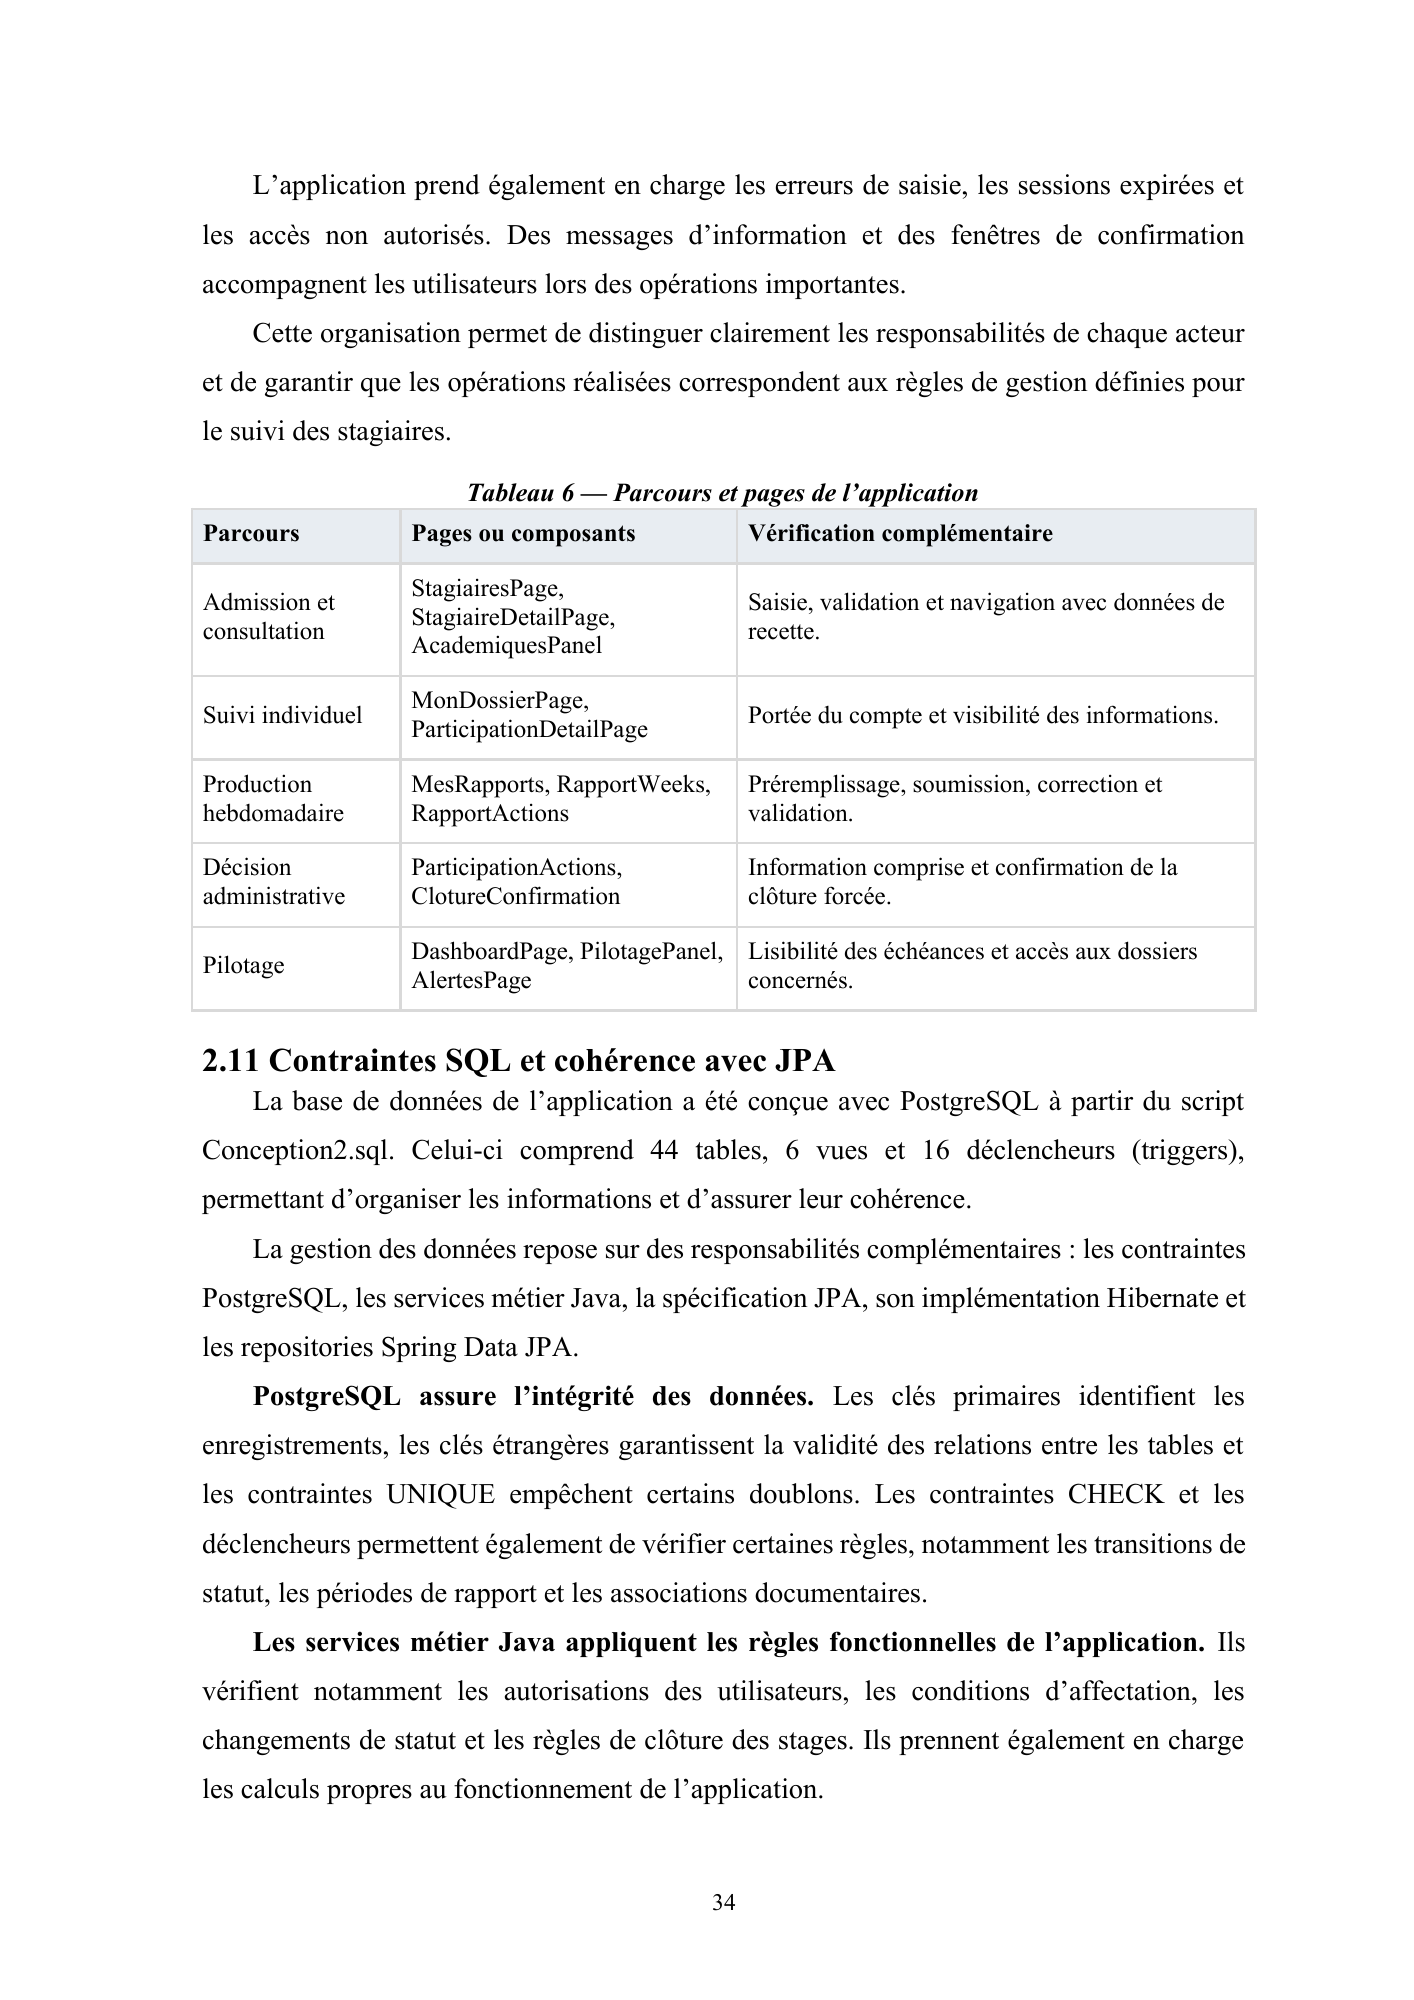 L’application prend également en charge les erreurs de saisie, les sessions expirées et
les accès non autorisés. Des messages d’information et des fenêtres de confirmation
accompagnent les utilisateurs lors des opérations importantes.
Cette organisation permet de distinguer clairement les responsabilités de chaque acteur
et de garantir que les opérations réalisées correspondent aux règles de gestion définies pour
le suivi des stagiaires.
Tableau 6 — Parcours et pages de l’application
Parcours Pages ou composants Vérification complémentaire
Admission et
consultation
StagiairesPage,
StagiaireDetailPage,
AcademiquesPanel
Saisie, validation et navigation avec données de
recette.
Suivi individuel
MonDossierPage,
ParticipationDetailPage
Portée du compte et visibilité des informations.
Production
hebdomadaire
MesRapports, RapportWeeks,
RapportActions
Préremplissage, soumission, correction et
validation.
Décision
administrative
ParticipationActions,
ClotureConfirmation
Information comprise et confirmation de la
clôture forcée.
Pilotage
DashboardPage, PilotagePanel,
AlertesPage
Lisibilité des échéances et accès aux dossiers
concernés.
2.11 Contraintes SQL et cohérence avec JPA
La base de données de l’application a été conçue avec PostgreSQL à partir du script
Conception2.sql. Celui-ci comprend 44 tables, 6 vues et 16 déclencheurs (triggers),
permettant d’organiser les informations et d’assurer leur cohérence.
La gestion des données repose sur des responsabilités complémentaires : les contraintes
PostgreSQL, les services métier Java, la spécification JPA, son implémentation Hibernate et
les repositories Spring Data JPA.
PostgreSQL assure l’intégrité des données. Les clés primaires identifient les
enregistrements, les clés étrangères garantissent la validité des relations entre les tables et
les contraintes UNIQUE empêchent certains doublons. Les contraintes CHECK et les
déclencheurs permettent également de vérifier certaines règles, notamment les transitions de
statut, les périodes de rapport et les associations documentaires.
Les services métier Java appliquent les règles fonctionnelles de l’application. Ils
vérifient notamment les autorisations des utilisateurs, les conditions d’affectation, les
changements de statut et les règles de clôture des stages. Ils prennent également en charge
les calculs propres au fonctionnement de l’application.
34